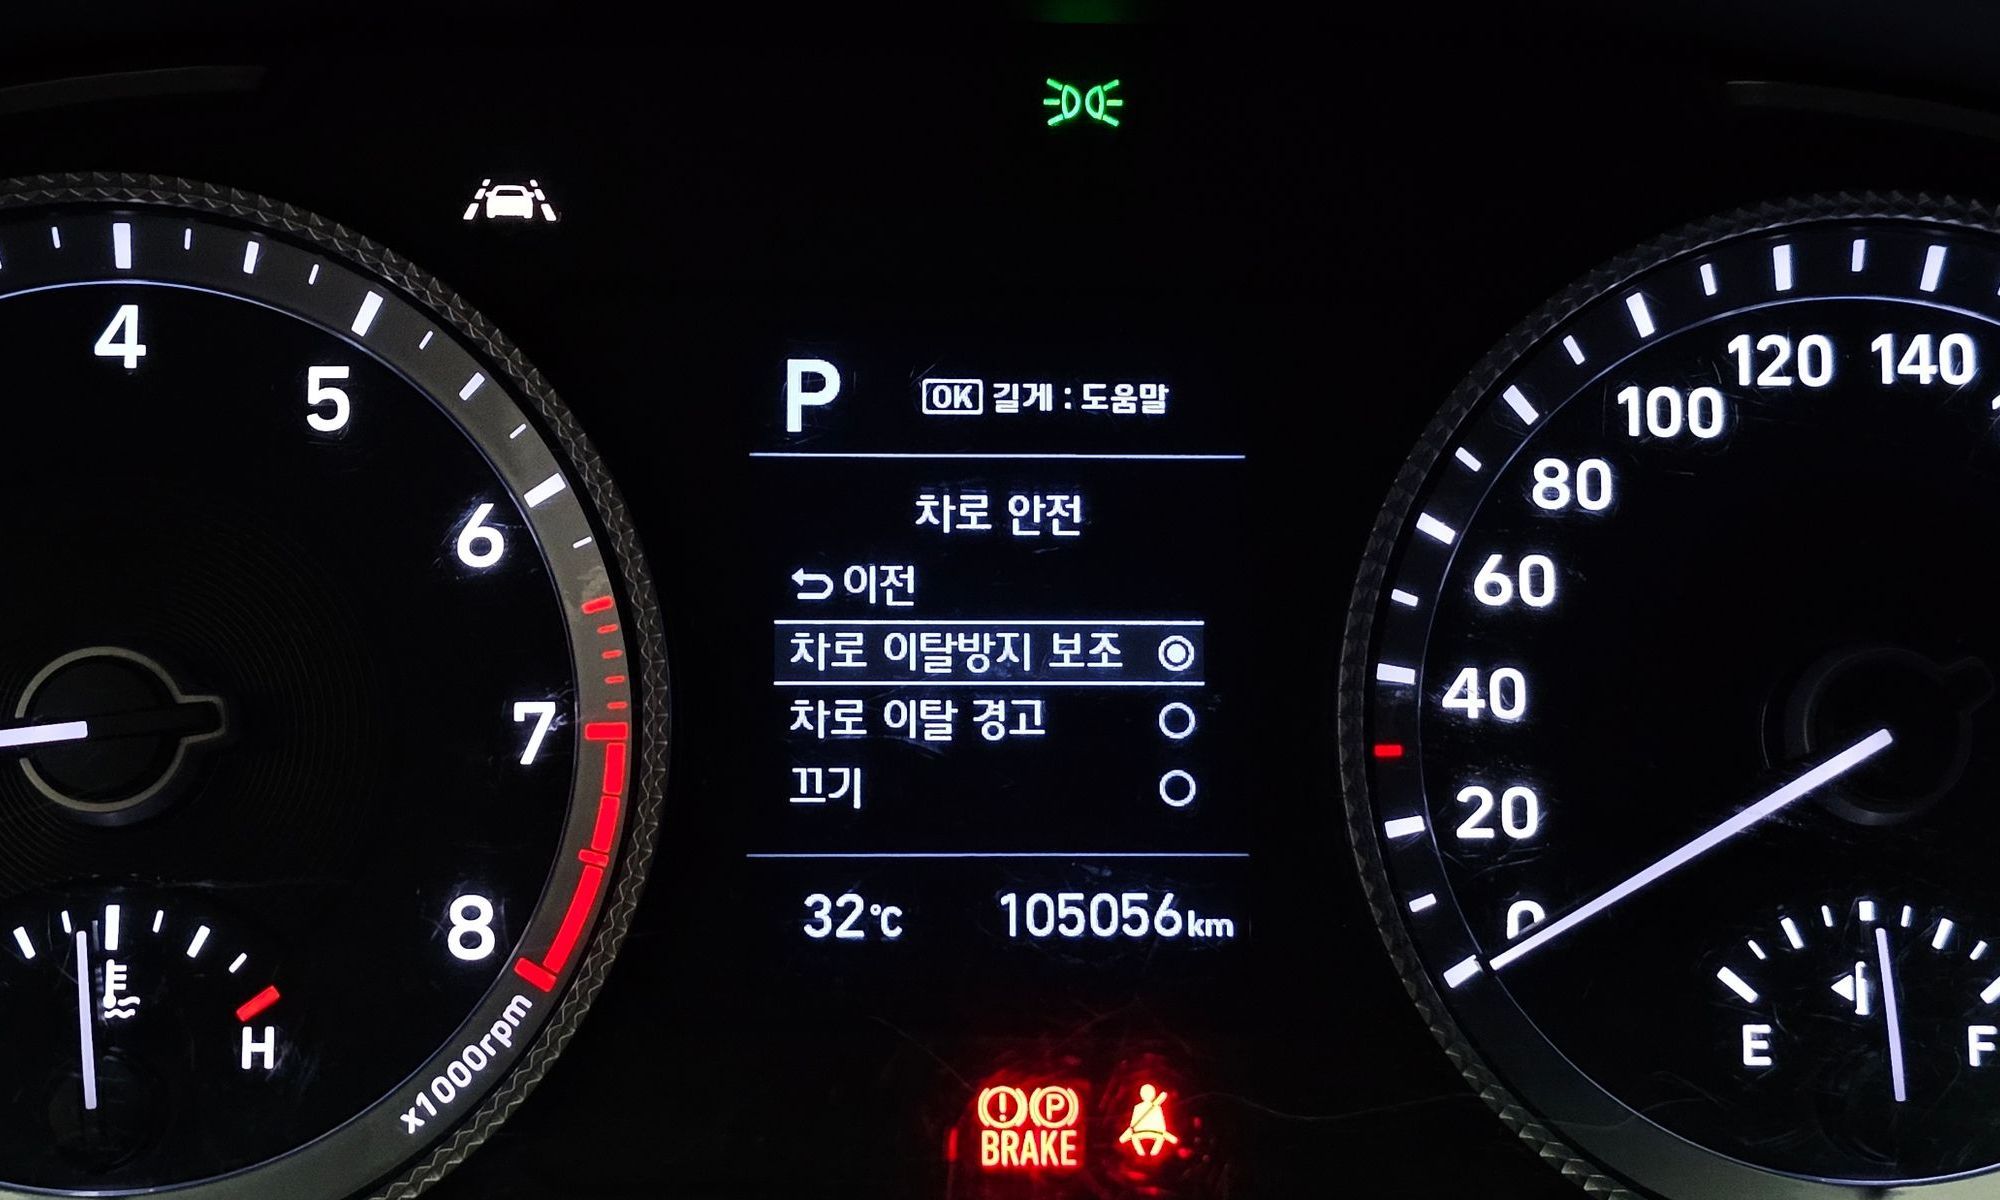 P
OK 길게 : 도움말
차로 안전
이전
차로 이탈방지 보조
차로 이탈 경고
끄기
32℃ 105056km
4
5
6
7
8
x1000rpm
H
0
20
40
60
80
100
120
140
E
F
BRAKE